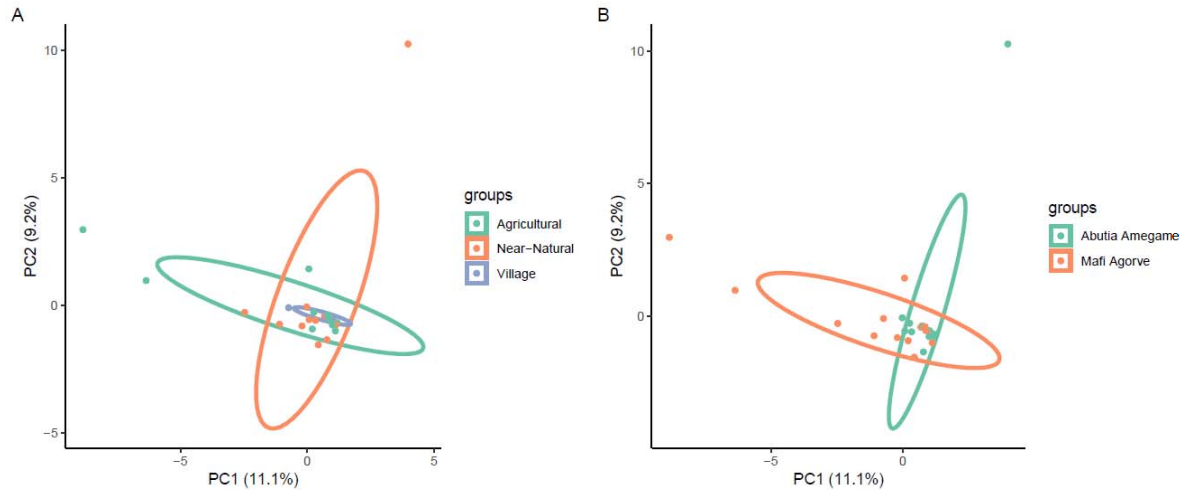 A
10
5
0
−5
PC2 (9.2%)
−5
0
5
PC1 (11.1%)
groups
Agricultural
Near−Natural
Village
B
10
5
0
PC2 (9.2%)
−5
0
PC1 (11.1%)
groups
Abutia Amegame
Mafi Agorve